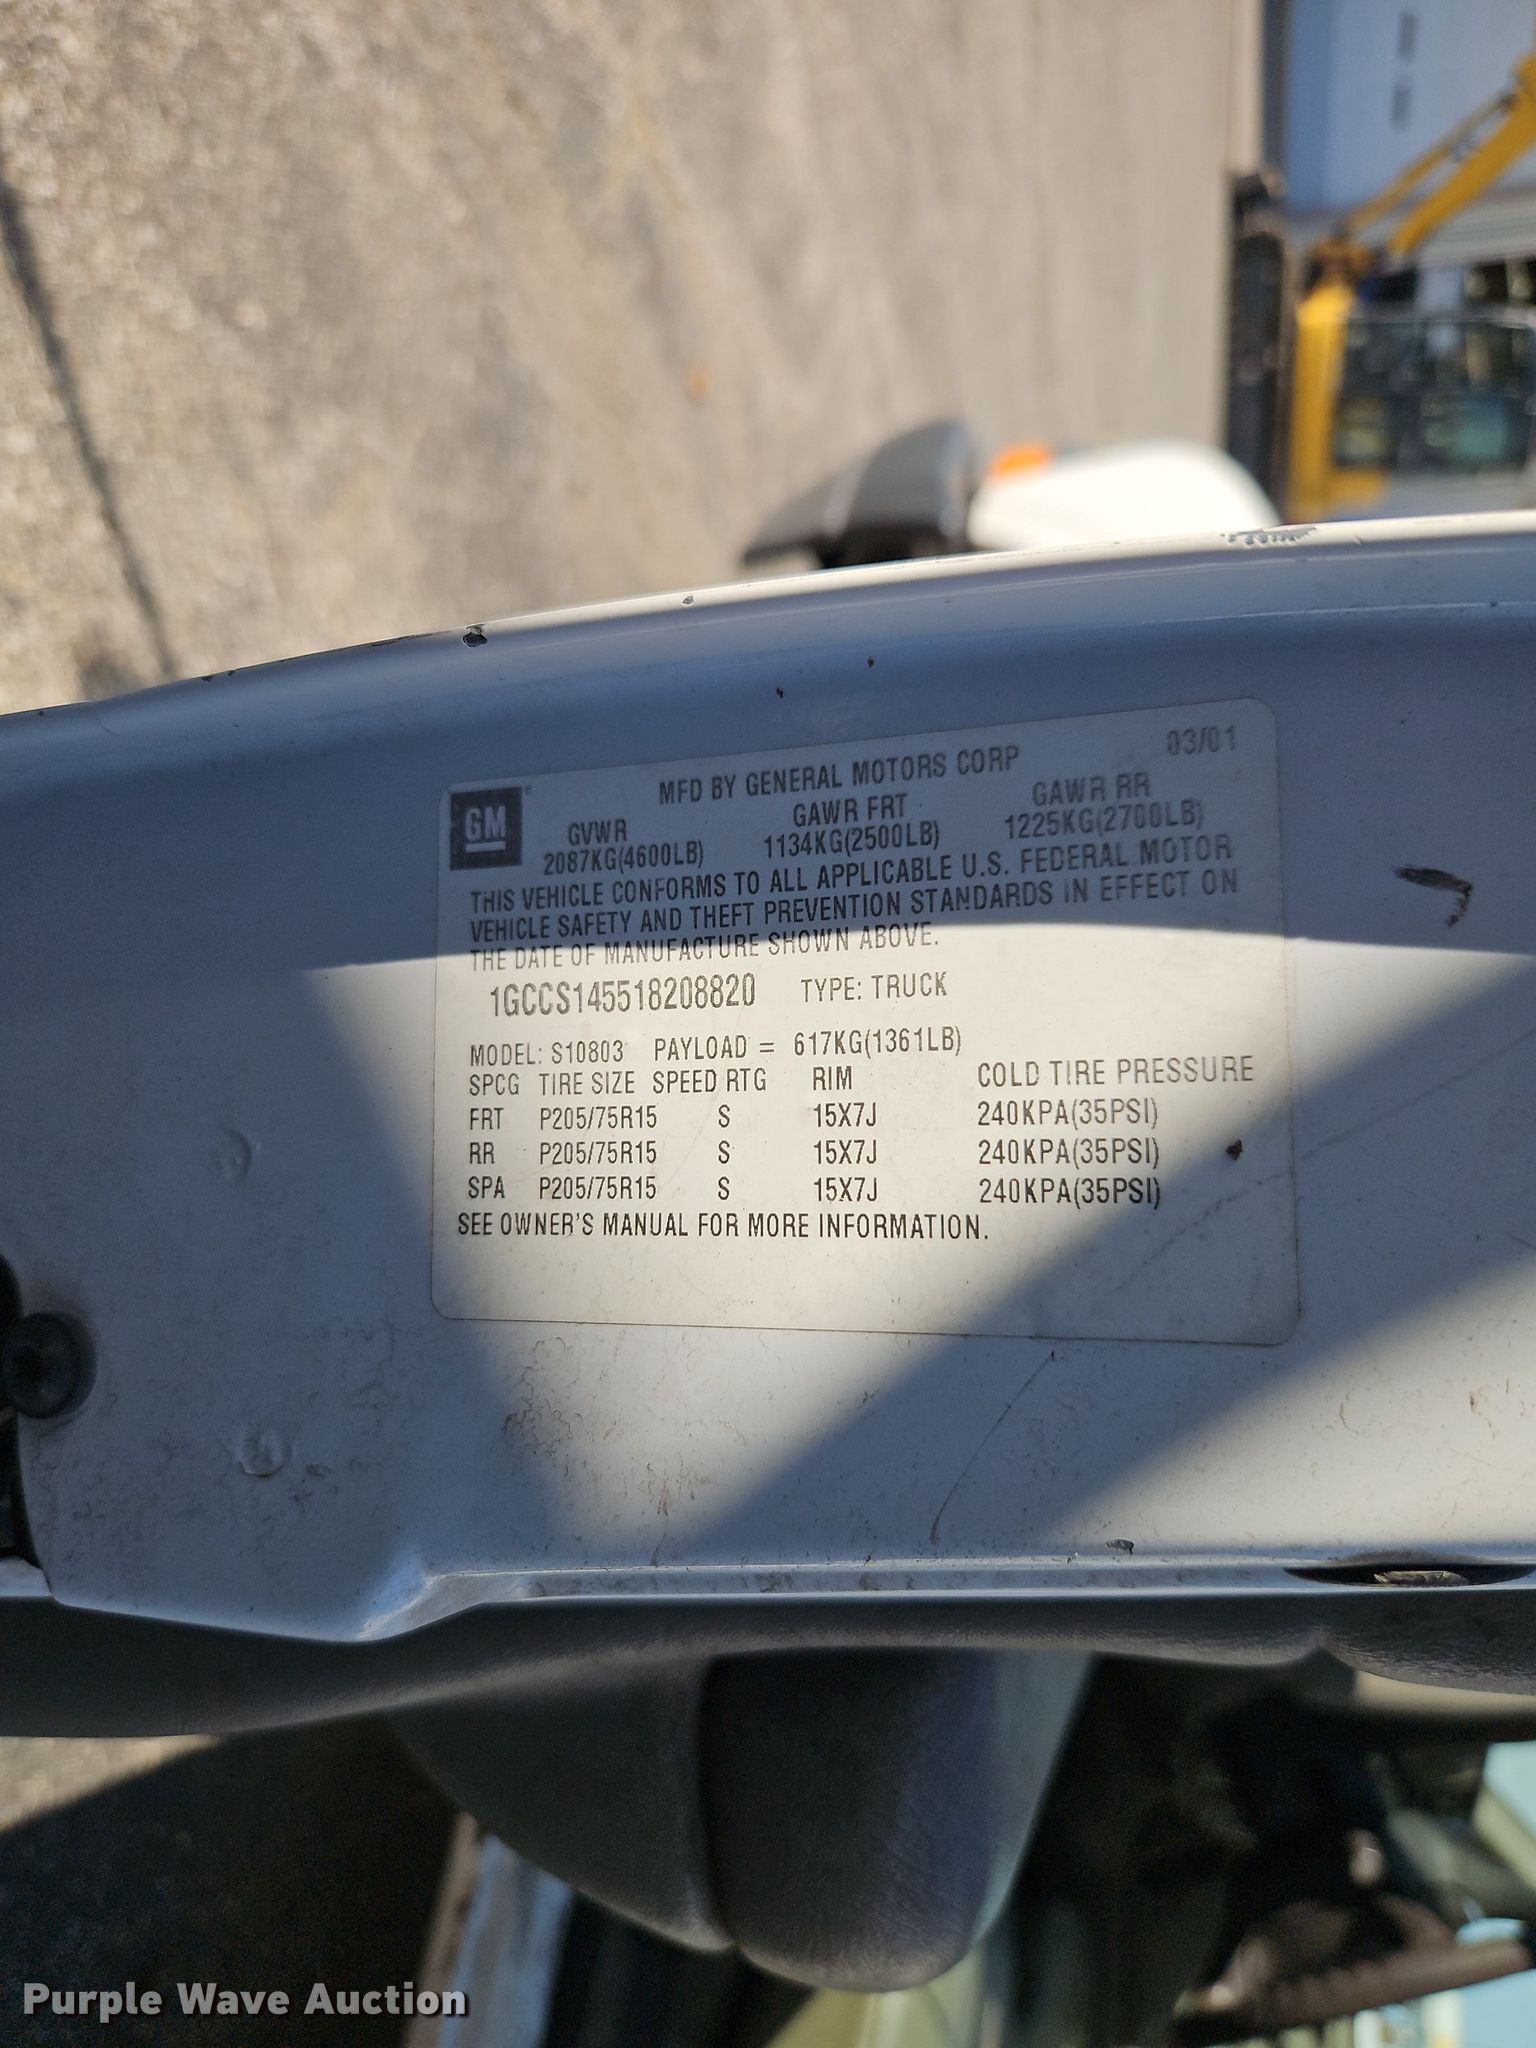 MFD BY GENERAL MOTORS CORP 03/01
GM
GVWR GAWR FRT GAWR RR
2087KG(4600LB) 1134KG(2500LB) 1225KG(2700LB)
THIS VEHICLE CONFORMS TO ALL APPLICABLE U.S. FEDERAL MOTOR
VEHICLE SAFETY AND THEFT PREVENTION STANDARDS IN EFFECT ON
THE DATE OF MANUFACTURE SHOWN ABOVE.
1GCCS145518208820 TYPE: TRUCK
MODEL: S10803 PAYLOAD = 617KG(1361LB)
SPCG TIRE SIZE SPEED RTG RIM COLD TIRE PRESSURE
FRT P205/75R15 S 15X7J 240KPA(35PSI)
RR P205/75R15 S 15X7J 240KPA(35PSI)
SPA P205/75R15 S 15X7J 240KPA(35PSI)
SEE OWNER'S MANUAL FOR MORE INFORMATION.
Purple Wave Auction